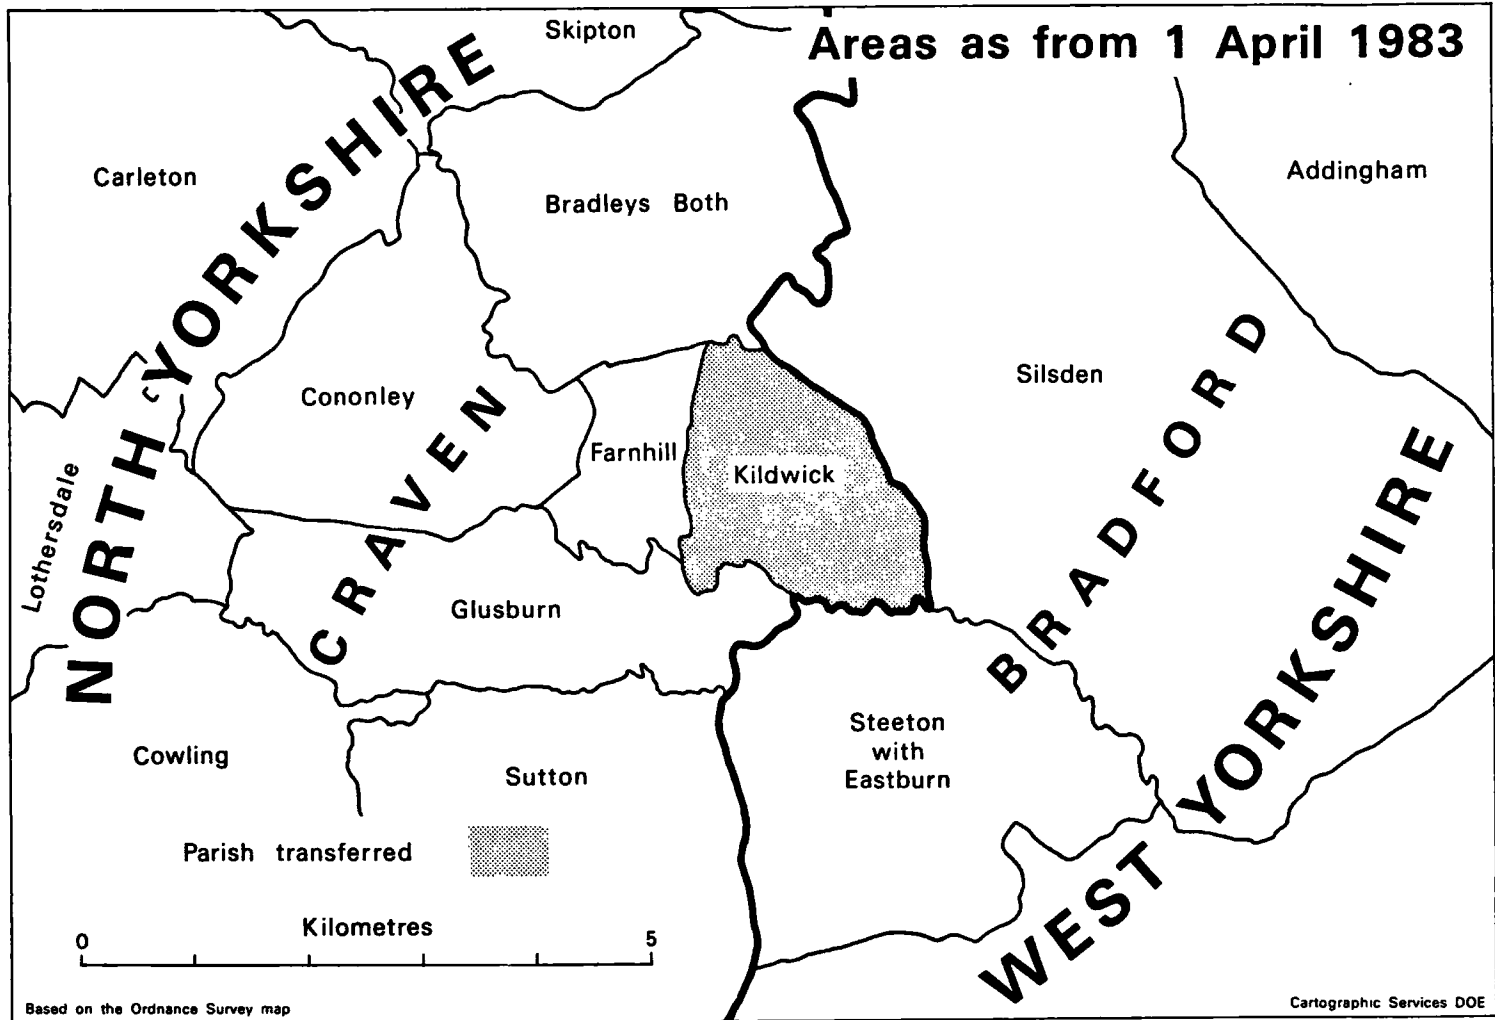 Areas as from 1 April 1983
Skipton
Carleton
Bradleys Both
Addingham
NORTH YORKSHIRE
Silsden
Cononley
CRAVEN
Farnhill
Kildwick
BRADFORD
WEST YORKSHIRE
Lothersdale
Glusburn
Steeton
with
Eastburn
Cowling
Sutton
Parish transferred
Kilometres
0 5
Based on the Ordnance Survey map
Cartographic Services DOE